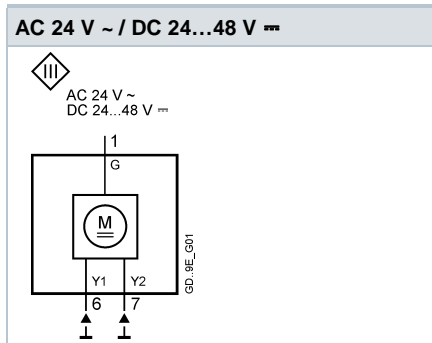 AC 24 V ~ / DC 24...48 V ⎓
III
AC 24 V ~
DC 24...48 V ⎓
1
G
M
Y1 Y2
6 7
GD..9E_G01